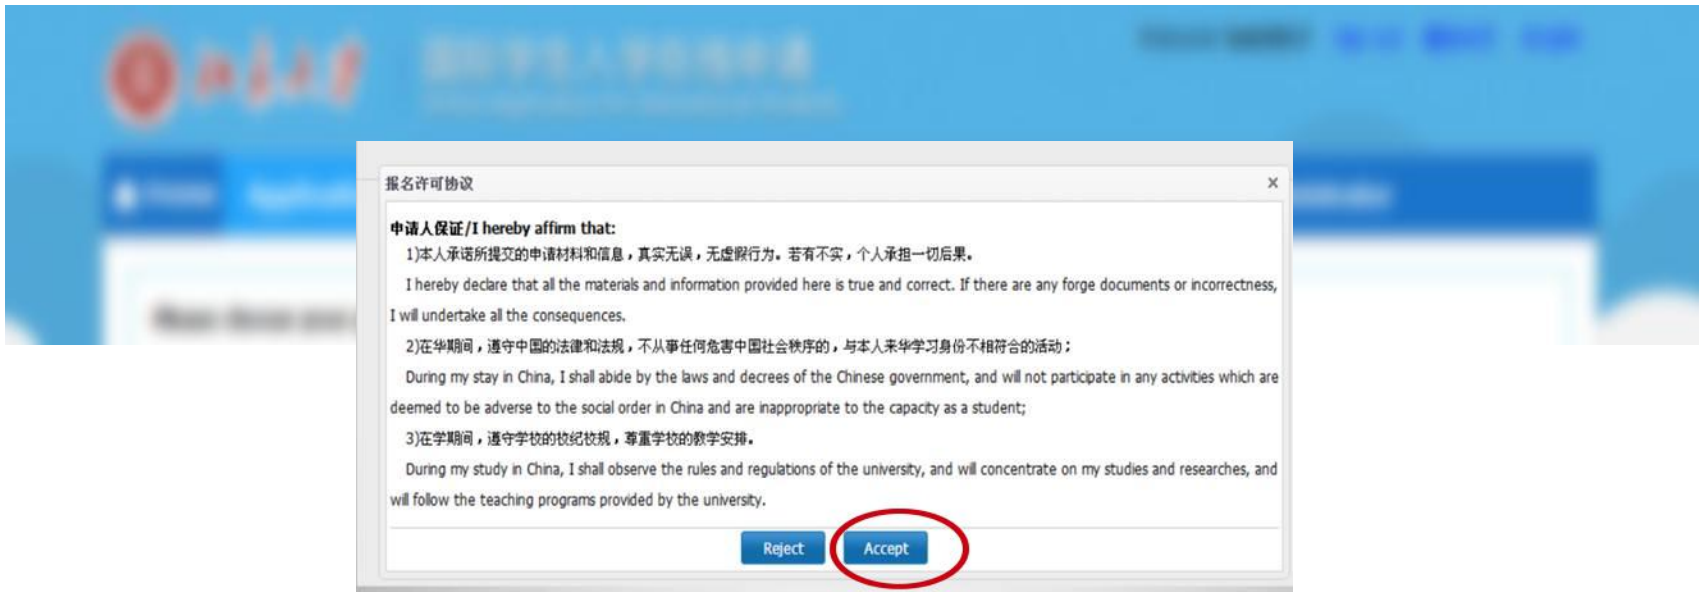 报名许可协议
×
申请人保证/I hereby affirm that:
1)本人承诺所提交的申请材料和信息，真实无误，无虚假行为。若有不实，个人承担一切后果。
I hereby declare that all the materials and information provided here is true and correct. If there are any forge documents or incorrectness,
I will undertake all the consequences.
2)在华期间，遵守中国的法律和法规，不从事任何危害中国社会秩序的，与本人来华学习身份不相符合的活动；
During my stay in China, I shall abide by the laws and decrees of the Chinese government, and will not participate in any activities which are
deemed to be adverse to the social order in China and are inappropriate to the capacity as a student;
3)在学期间，遵守学校的校纪校规，尊重学校的教学安排。
During my study in China, I shall observe the rules and regulations of the university, and will concentrate on my studies and researches, and
will follow the teaching programs provided by the university.
Reject Accept